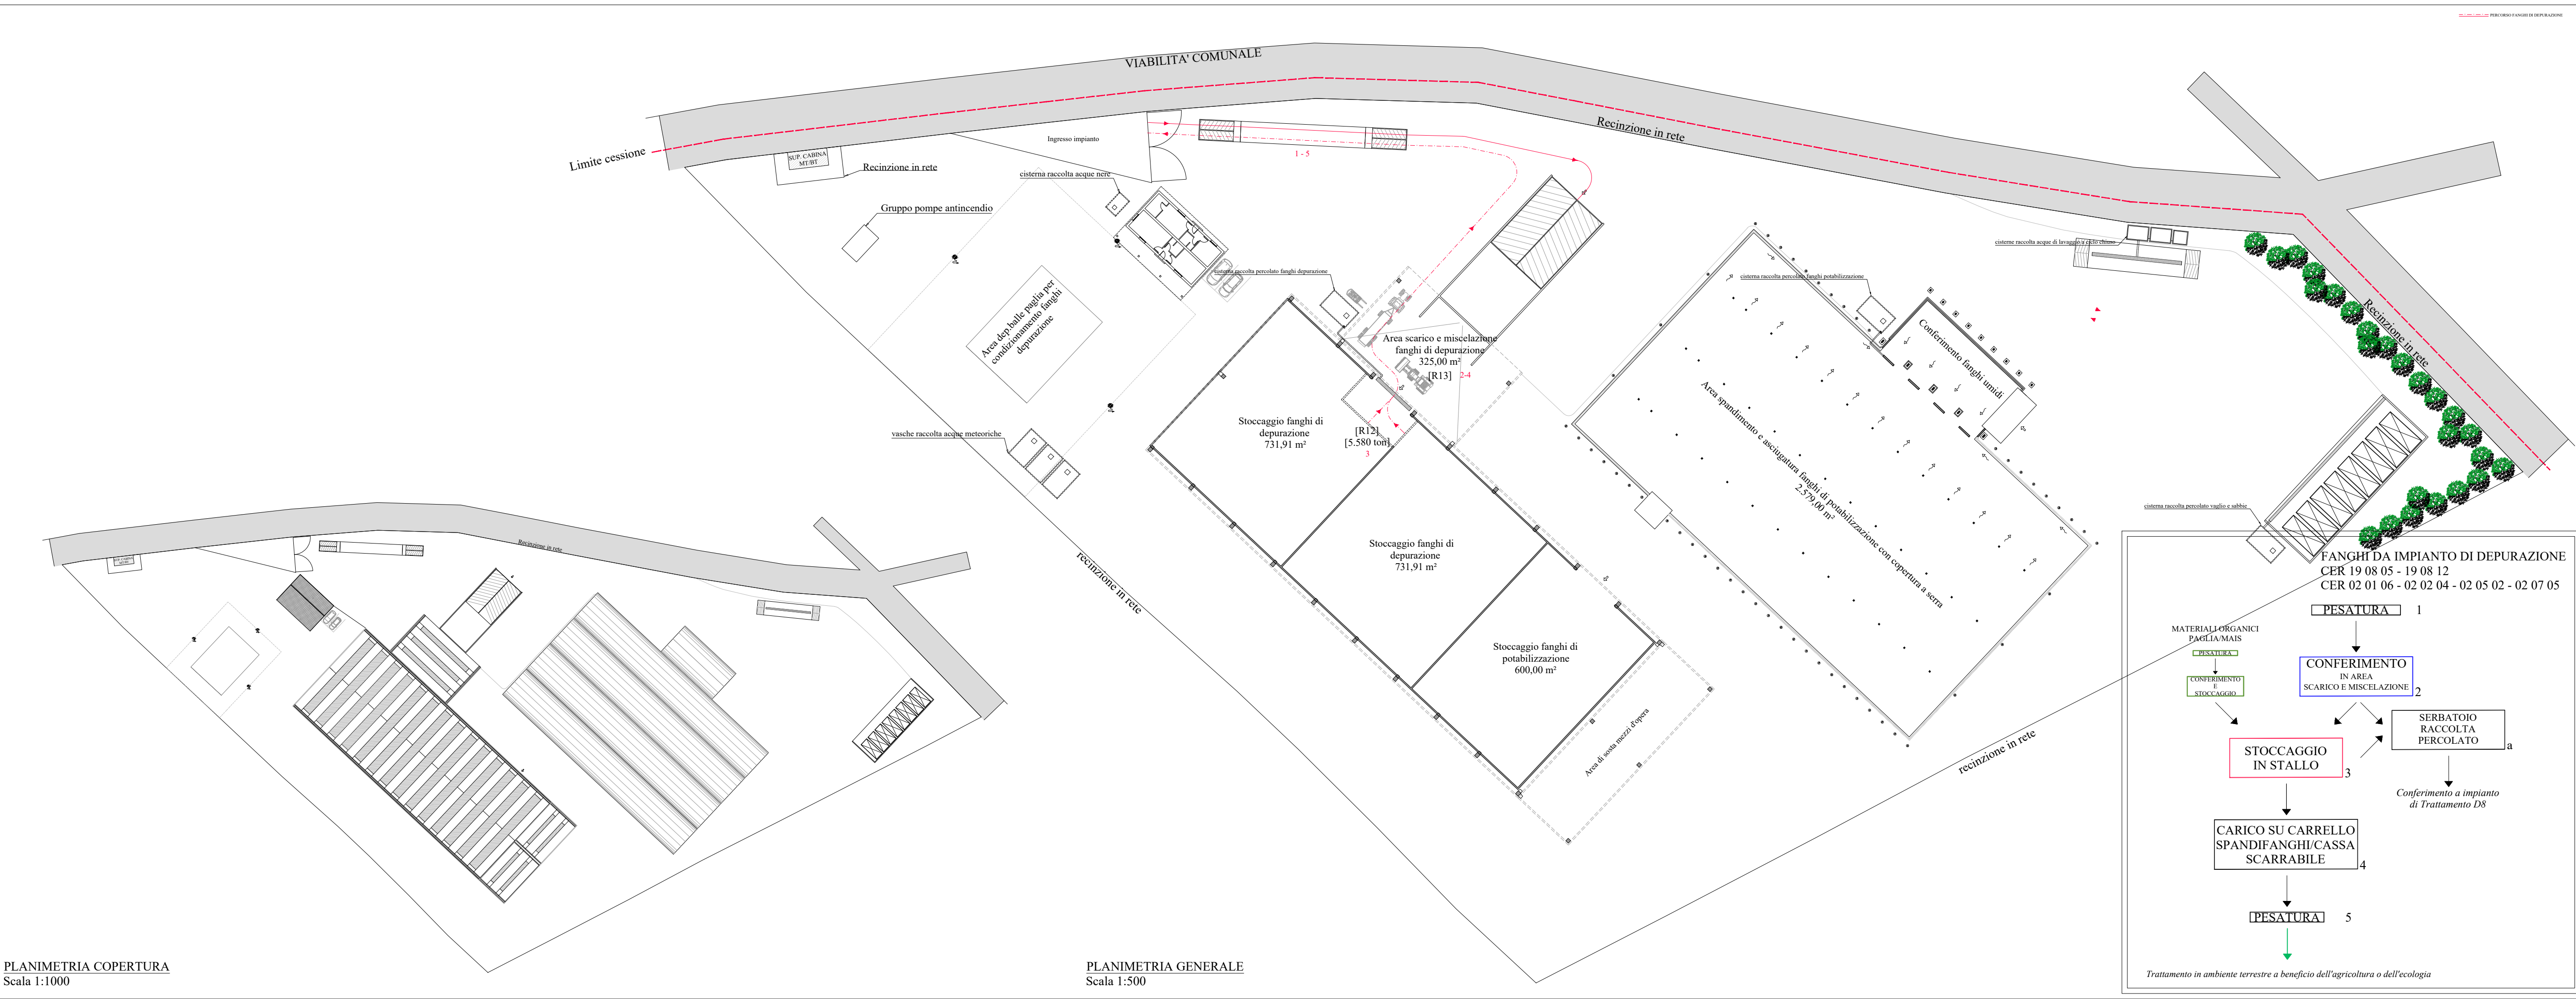 PERCORSO FANGHI DI DEPURAZIONE
VIABILITA' COMUNALE
Limite cessione
SUP. CABINA
MT/BT
Recinzione in rete
Ingresso impianto
1 - 5
Recinzione in rete
cisterna raccolta acque nere
Gruppo pompe antincendio
cisterna raccolta percolato fanghi depurazione
cisterna raccolta percolato fanghi potabilizzazione
cisterne raccolta acque di lavaggio a ciclo chiuso
Recinzione in rete
Area dep.balle paglia per
condizionamento fanghi
depurazione
Area scarico e miscelazione
fanghi di depurazione
325,00 m²
[R13] 2-4
Conferimento fanghi umidi
Area spandimento e asciugatura fanghi di potabilizzazione con copertura a serra
2.579,00 m²
vasche raccolta acque meteoriche
Stoccaggio fanghi di
depurazione
731,91 m²
[R12]
[5.580 ton]
3
Stoccaggio fanghi di
depurazione
731,91 m²
Stoccaggio fanghi di
potabilizzazione
600,00 m²
Area di sosta mezzi d'opera
recinzione in rete
recinzione in rete
cisterna raccolta percolato vaglio e sabbie
Recinzione in rete
SUP. CABINA
MT/BT
PLANIMETRIA COPERTURA
Scala 1:1000
PLANIMETRIA GENERALE
Scala 1:500
FANGHI DA IMPIANTO DI DEPURAZIONE
CER 19 08 05 - 19 08 12
CER 02 01 06 - 02 02 04 - 02 05 02 - 02 07 05
PESATURA 1
MATERIALI ORGANICI
PAGLIA/MAIS
PESATURA
CONFERIMENTO
E
STOCCAGGIO
CONFERIMENTO
IN AREA
SCARICO E MISCELAZIONE
2
SERBATOIO
RACCOLTA
PERCOLATO
a
STOCCAGGIO
IN STALLO
3
Conferimento a impianto
di Trattamento D8
CARICO SU CARRELLO
SPANDIFANGHI/CASSA
SCARRABILE
4
PESATURA 5
Trattamento in ambiente terrestre a beneficio dell'agricoltura o dell'ecologia